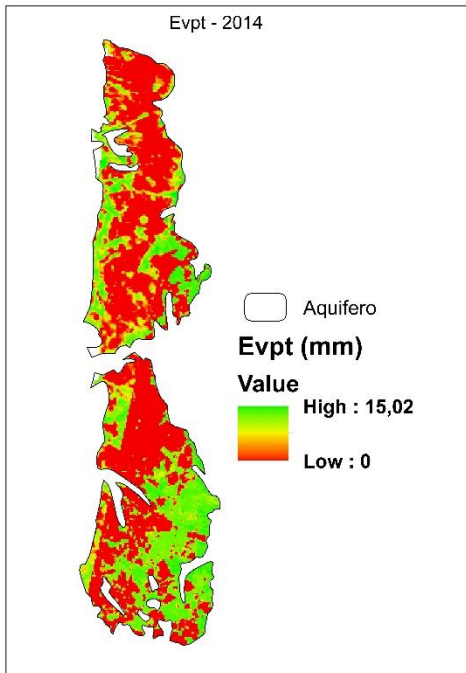 Evpt - 2014
Aquifero
Evpt (mm)
Value
High : 15,02
Low : 0